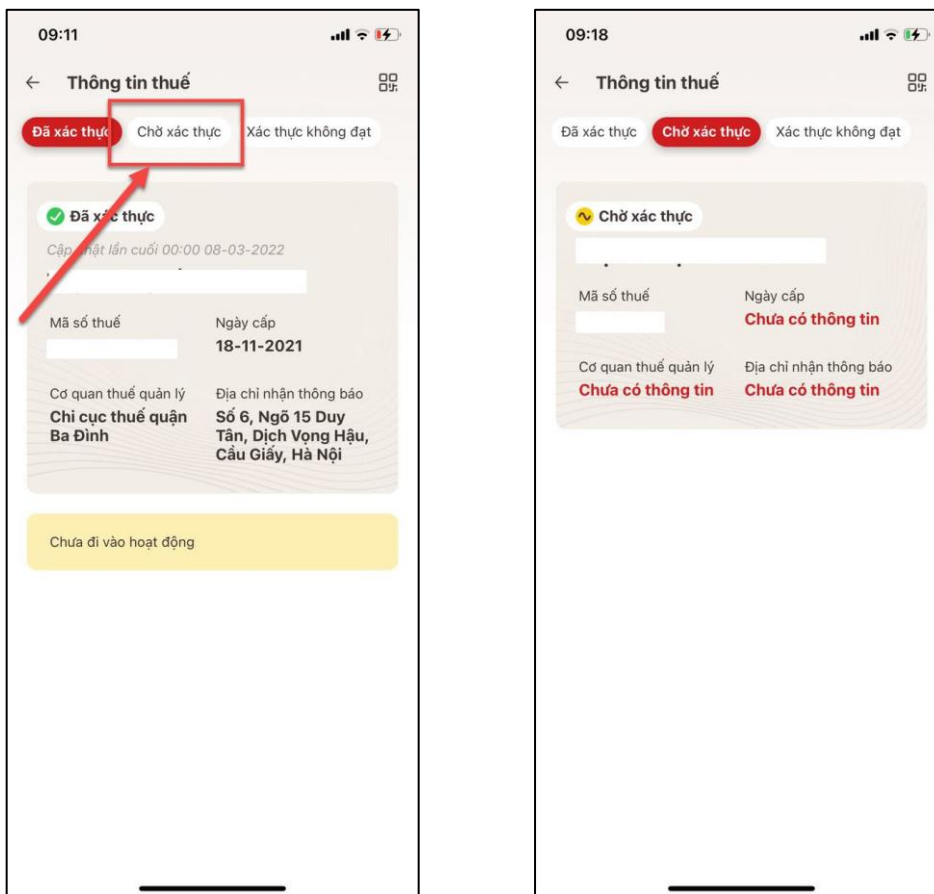 09:11
Thông tin thuế
Đã xác thực
Chờ xác thực
Xác thực không đạt
Đã xác thực
Cập nhật lần cuối 00:00 08-03-2022
Mã số thuế
Ngày cấp
18-11-2021
Cơ quan thuế quản lý
Chi cục thuế quận
Ba Đình
Địa chỉ nhận thông báo
Số 6, Ngõ 15 Duy
Tân, Dịch Vọng Hậu,
Cầu Giấy, Hà Nội
Chưa đi vào hoạt động
09:18
Thông tin thuế
Đã xác thực
Chờ xác thực
Xác thực không đạt
Chờ xác thực
Mã số thuế
Ngày cấp
Chưa có thông tin
Cơ quan thuế quản lý
Chưa có thông tin
Địa chỉ nhận thông báo
Chưa có thông tin